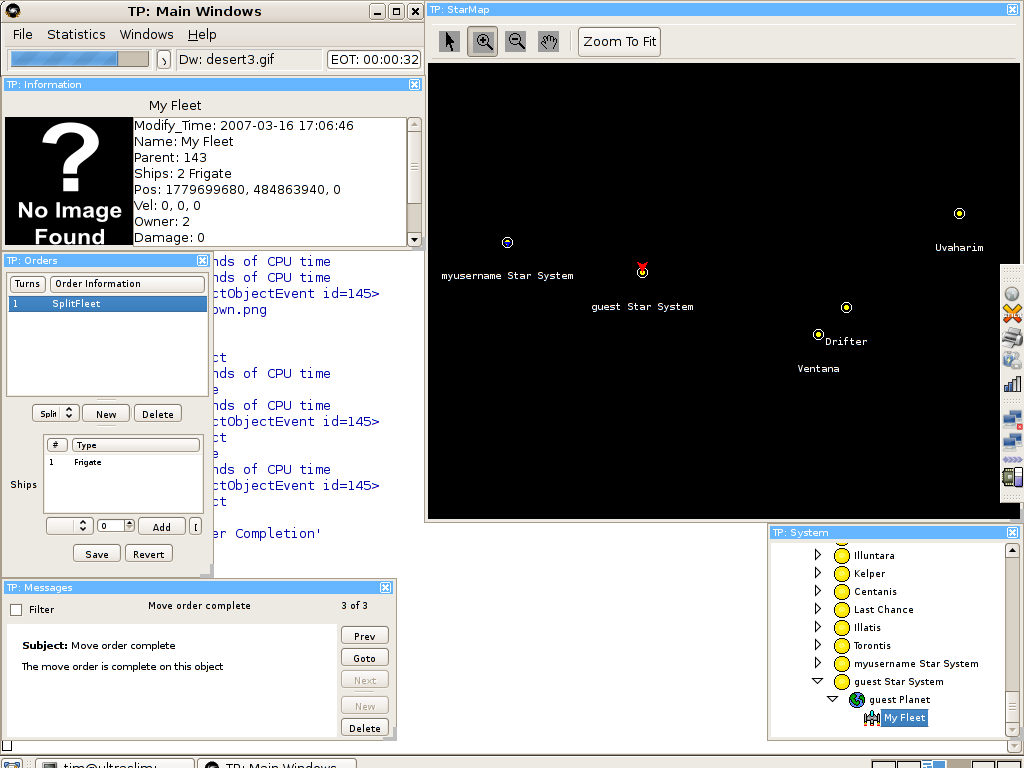 TP: Main Windows
File Statistics Windows Help
Dw: desert3.gif EOT: 00:00:32
TP: Information
My Fleet
No Image
Found
Modify_Time: 2007-03-16 17:06:46
Name: My Fleet
Parent: 143
Ships: 2 Frigate
Pos: 1779699680, 484863940, 0
Vel: 0, 0, 0
Owner: 2
Damage: 0
TP: Orders
Turns Order Information
1 SplitFleet
Split New Delete
# Type
1 Frigate
Ships
0 Add
Save Revert
nds of CPU time
nds of CPU time
ctObjectEvent id=145>
own.png
ct
nds of CPU time
e
nds of CPU time
ctObjectEvent id=145>
ct
e
nds of CPU time
ctObjectEvent id=145>
ct
er Completion'
TP: Messages
Filter Move order complete 3 of 3
Subject: Move order complete
The move order is complete on this object
Prev
Goto
Next
New
Delete
TP: StarMap
Zoom To Fit
Uvaharim
myusername Star System
guest Star System
Drifter
Ventana
TP: System
Illuntara
Kelper
Centanis
Last Chance
Illatis
Torontis
myusername Star System
guest Star System
guest Planet
My Fleet
tim@ultraslim: TP: Main Windows